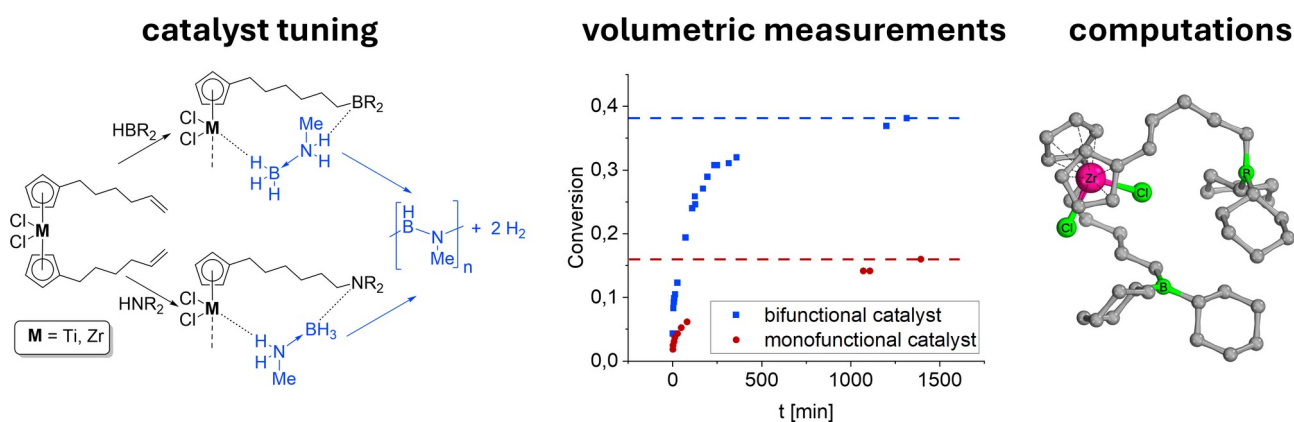 catalyst tuning
volumetric measurements
computations
HBR2
HNR2
Cl
Cl
M
Cl
Cl
M
BR2
Me
N
H
H
H
B
H
H
Cl
Cl
M
NR2
BH3
H
N
H
Me
H
B
N
Me
n
+ 2 H2
M = Ti, Zr
Conversion
0,4
0,3
0,2
0,1
0,0
bifunctional catalyst
monofunctional catalyst
0
500
1000
1500
t [min]
Zr
Cl
Cl
B
B